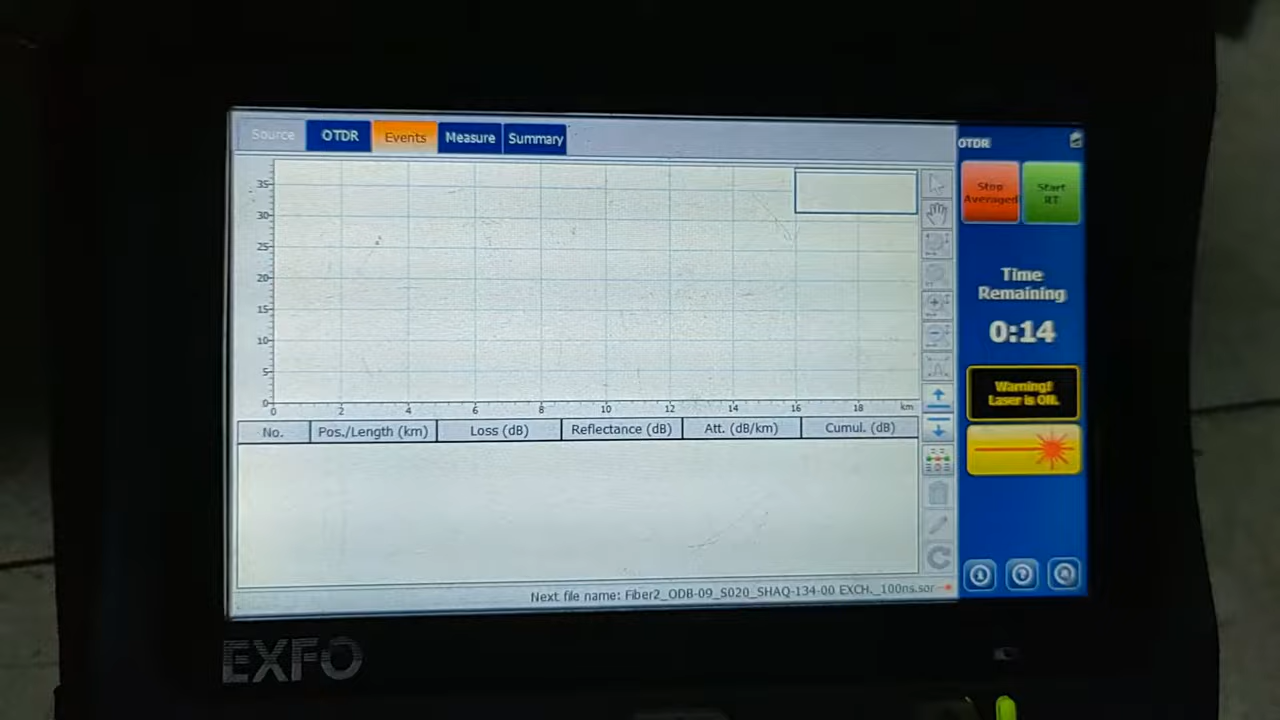 Source OTDR Events Measure Summary
OTDR
Stop Averaged
Start RT
Time Remaining
0:14
Warning! Laser is On.
35
30
25
20
15
10
5
0
0 2 4 6 8 10 12 14 16 18 km
No. Pos./Length (km) Loss (dB) Reflectance (dB) Att. (dB/km) Cumul. (dB)
Next file name: Fiber2_ODB-09_S020_SHAQ-134-00 EXCH._100ns.sor
EXFO